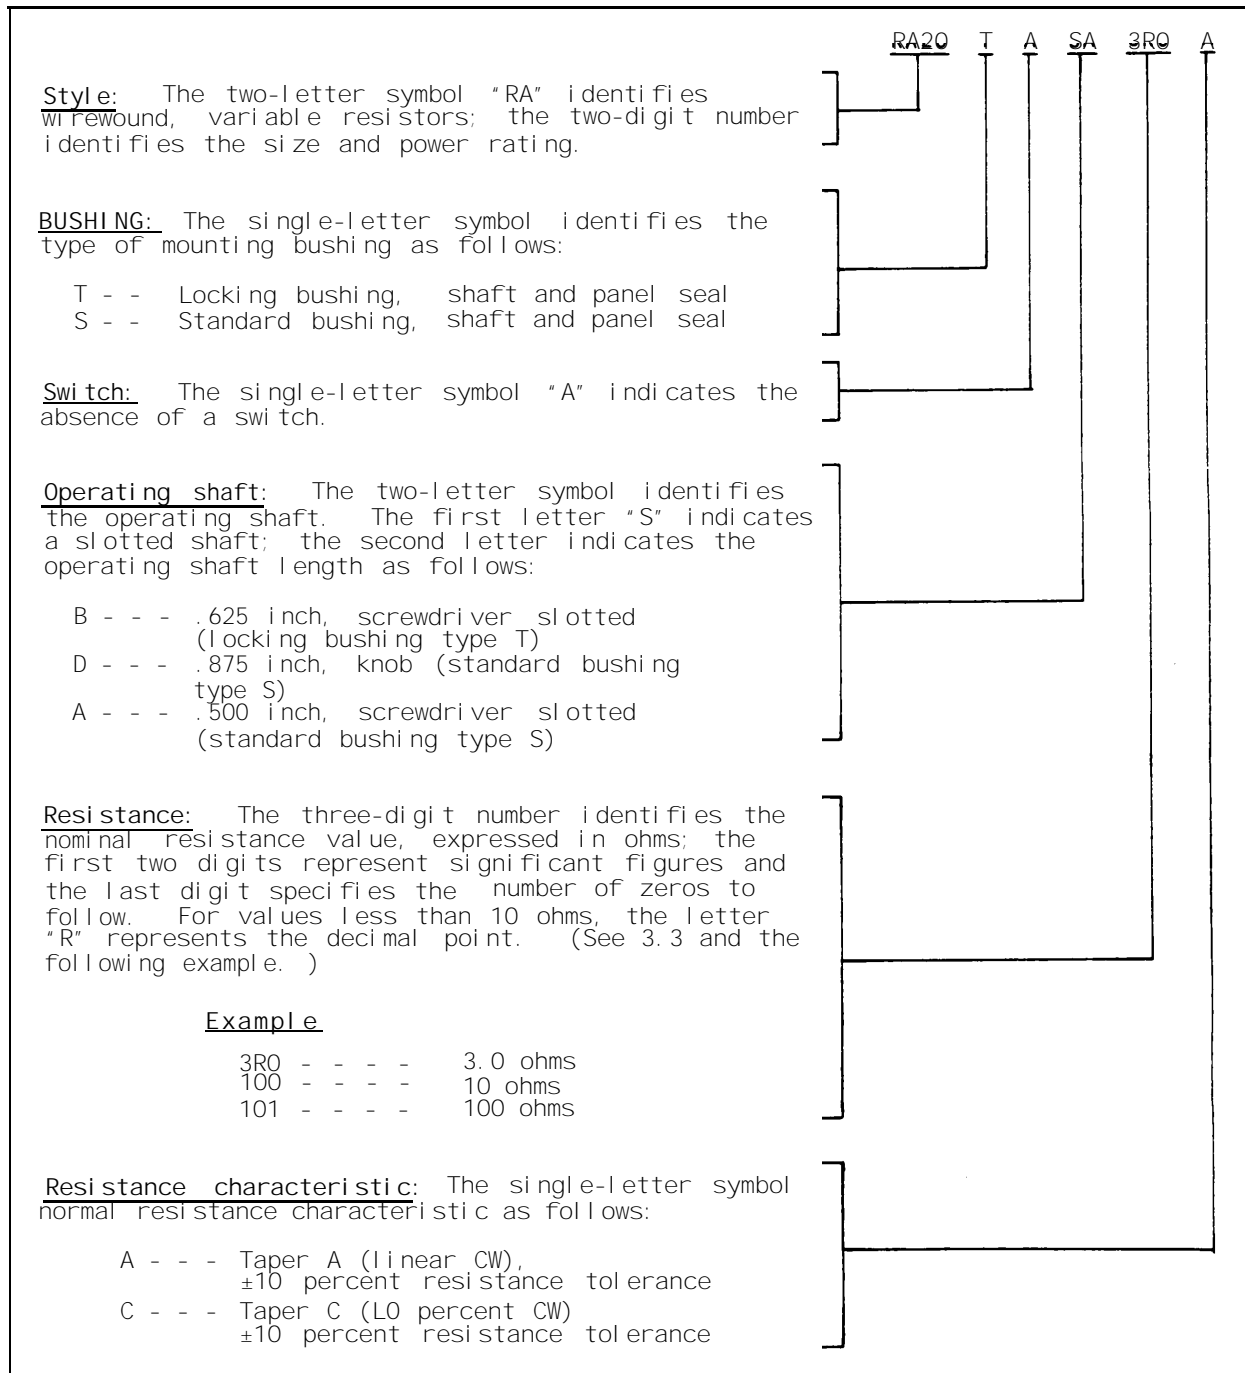 RA20 T A SA 3R0 A
Style: The two-letter symbol "RA" identifies
wirewound, variable resistors; the two-digit number
identifies the size and power rating.
BUSHING: The single-letter symbol identifies the
type of mounting bushing as follows:
T - - Locking bushing, shaft and panel seal
S - - Standard bushing, shaft and panel seal
Switch: The single-letter symbol "A" indicates the
absence of a switch.
Operating shaft: The two-letter symbol identifies
the operating shaft. The first letter "S" indicates
a slotted shaft; the second letter indicates the
operating shaft length as follows:
B - - - .625 inch, screwdriver slotted
(locking bushing type T)
D - - - .875 inch, knob (standard bushing
type S)
A - - - .500 inch, screwdriver slotted
(standard bushing type S)
Resistance: The three-digit number identifies the
nominal resistance value, expressed in ohms; the
first two digits represent significant figures and
the last digit specifies the number of zeros to
follow. For values less than 10 ohms, the letter
"R" represents the decimal point. (See 3.3 and the
following example. )
Example
3R0 - - - - 3.0 ohms
100 - - - - 10 ohms
101 - - - - 100 ohms
Resistance characteristic: The single-letter symbol
normal resistance characteristic as follows:
A - - - Taper A (linear CW),
±10 percent resistance tolerance
C - - - Taper C (LO percent CW)
±10 percent resistance tolerance